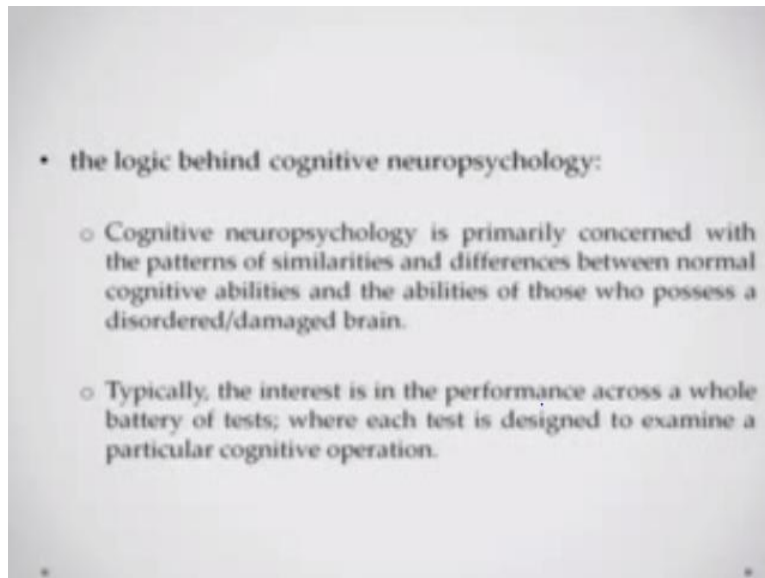 • the logic behind cognitive neuropsychology:
o Cognitive neuropsychology is primarily concerned with
the patterns of similarities and differences between normal
cognitive abilities and the abilities of those who possess a
disordered/damaged brain.
o Typically, the interest is in the performance across a whole
battery of tests; where each test is designed to examine a
particular cognitive operation.